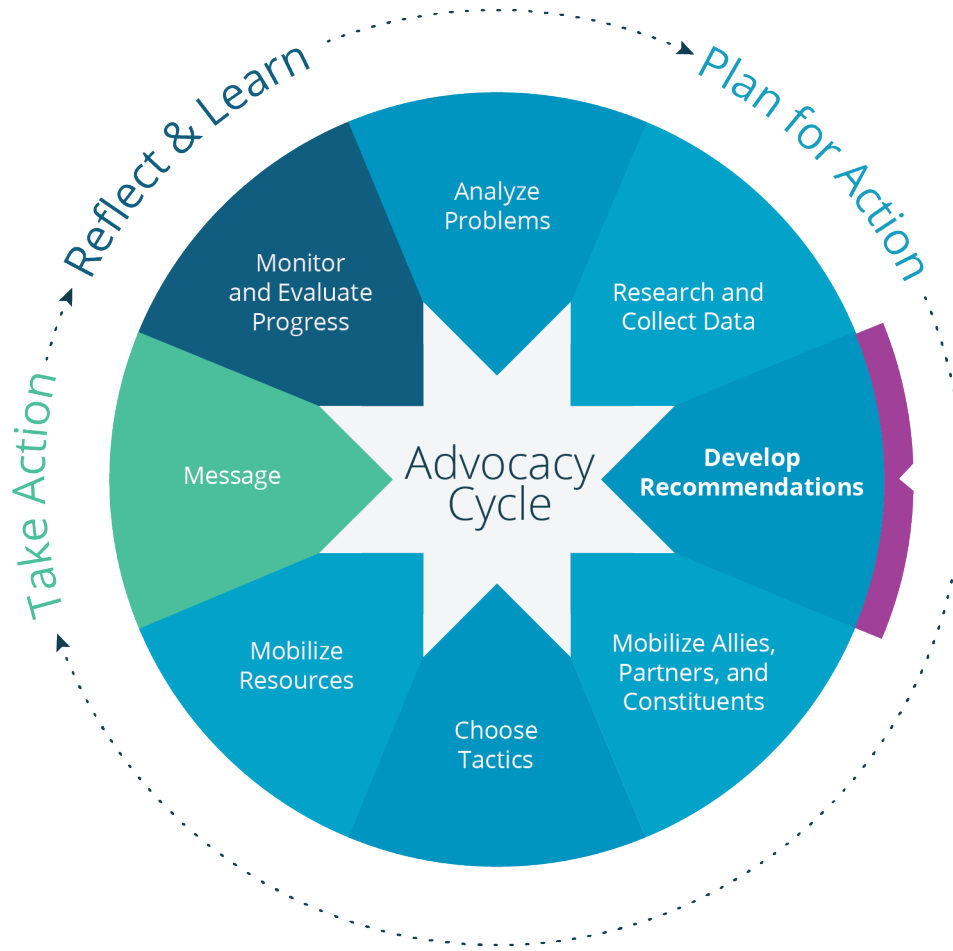 Reflect & Learn
Plan for Action
Take Action
Analyze
Problems
Research and
Collect Data
Develop
Recommendations
Mobilize Allies,
Partners, and
Constituents
Choose
Tactics
Mobilize
Resources
Message
Monitor
and Evaluate
Progress
Advocacy
Cycle